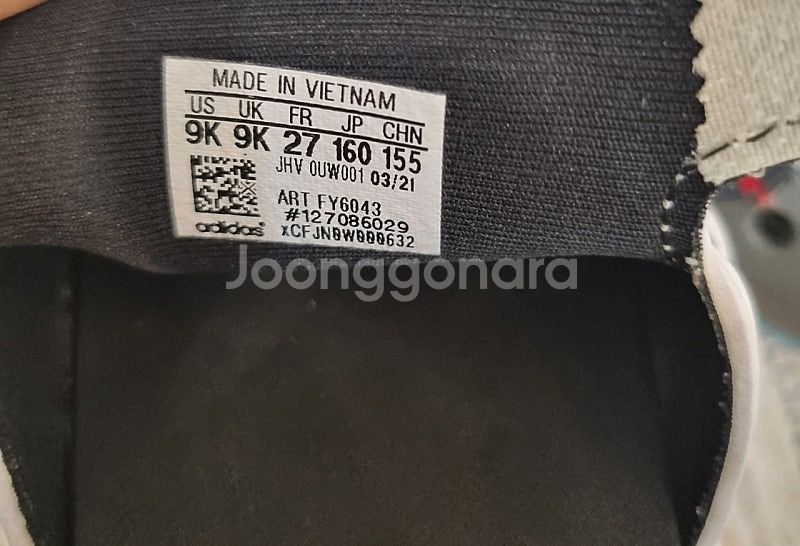 MADE IN VIETNAM
US UK FR JP CHN
9K 9K 27 160 155
JHV 0UW001 03/21
ART FY6043
#127086029
adidas xCFJN0W000632
Joonggonara